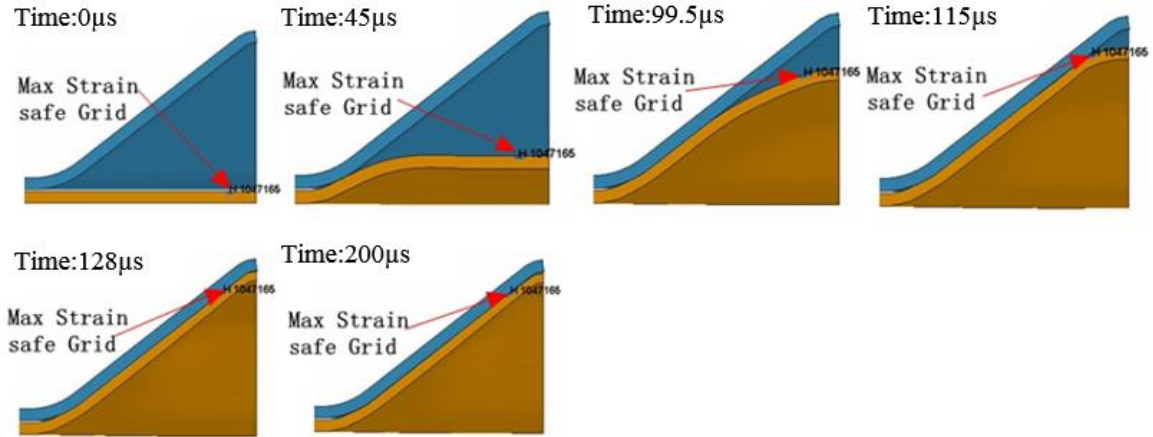 Time:0μs
Max Strain
safe Grid
H 1047165
Time:45μs
Max Strain
safe Grid
H 1047165
Time:99.5μs
Max Strain
safe Grid
H 1047165
Time:115μs
Max Strain
safe Grid
H 1047165
Time:128μs
Max Strain
safe Grid
H 1047165
Time:200μs
Max Strain
safe Grid
H 1047165